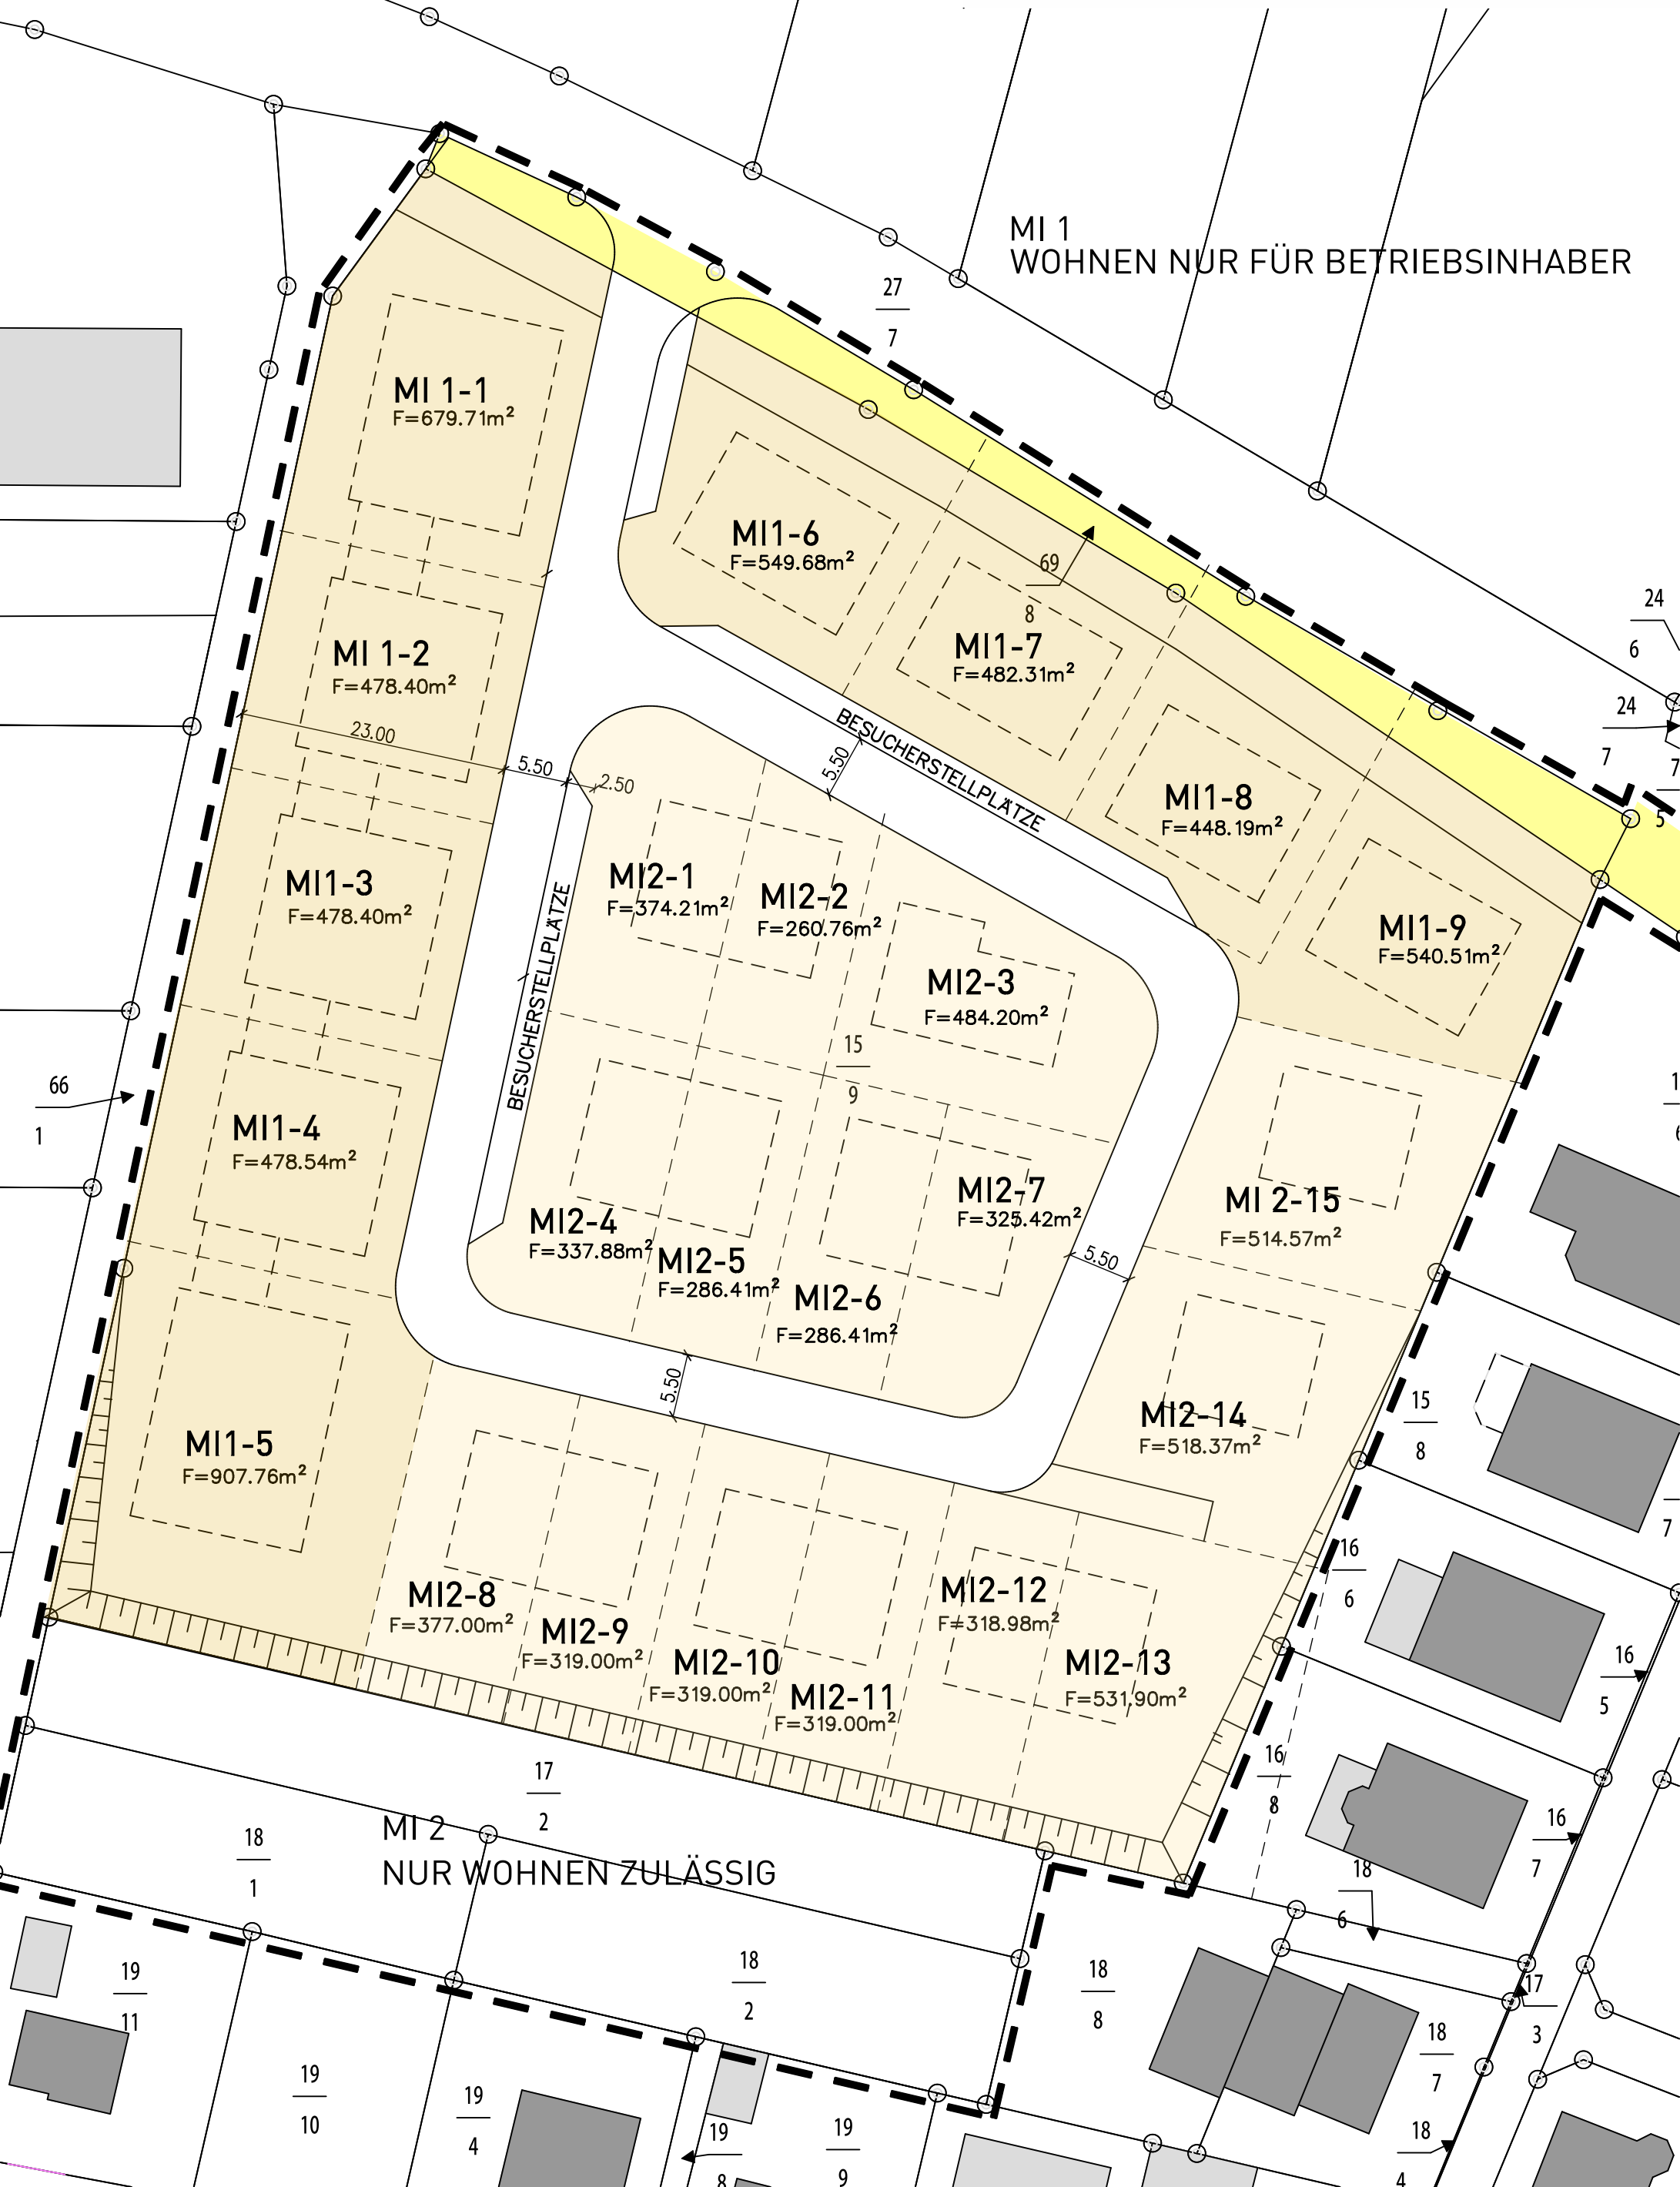 MI 1
WOHNEN NUR FÜR BETRIEBSINHABER
27
7
MI 1-1
F=679.71m²
MI1-6
F=549.68m²
69
8
MI1-7
F=482.31m²
24
6
MI 1-2
F=478.40m²
24
7
7
5
23.00
5.50
2.50
5.50
BESUCHERSTELLPLÄTZE
MI1-8
F=448.19m²
MI1-3
F=478.40m²
MI2-1
F=374.21m²
MI2-2
F=260.76m²
MI1-9
F=540.51m²
BESUCHERSTELLPLÄTZE
MI2-3
F=484.20m²
15
9
66
1
MI1-4
F=478.54m²
MI2-4
F=337.88m²
MI2-5
F=286.41m²
MI2-6
F=286.41m²
MI2-7
F=325.42m²
5.50
MI 2-15
F=514.57m²
5.50
MI2-14
F=518.37m²
15
8
MI1-5
F=907.76m²
7
16
6
MI2-8
F=377.00m²
MI2-9
F=319.00m²
MI2-10
F=319.00m²
MI2-11
F=319.00m²
MI2-12
F=318.98m²
MI2-13
F=531.90m²
16
5
16
8
17
2
MI 2
NUR WOHNEN ZULÄSSIG
18
1
16
7
18
6
18
2
18
8
17
3
18
7
19
11
19
10
19
4
19
8
19
9
18
4